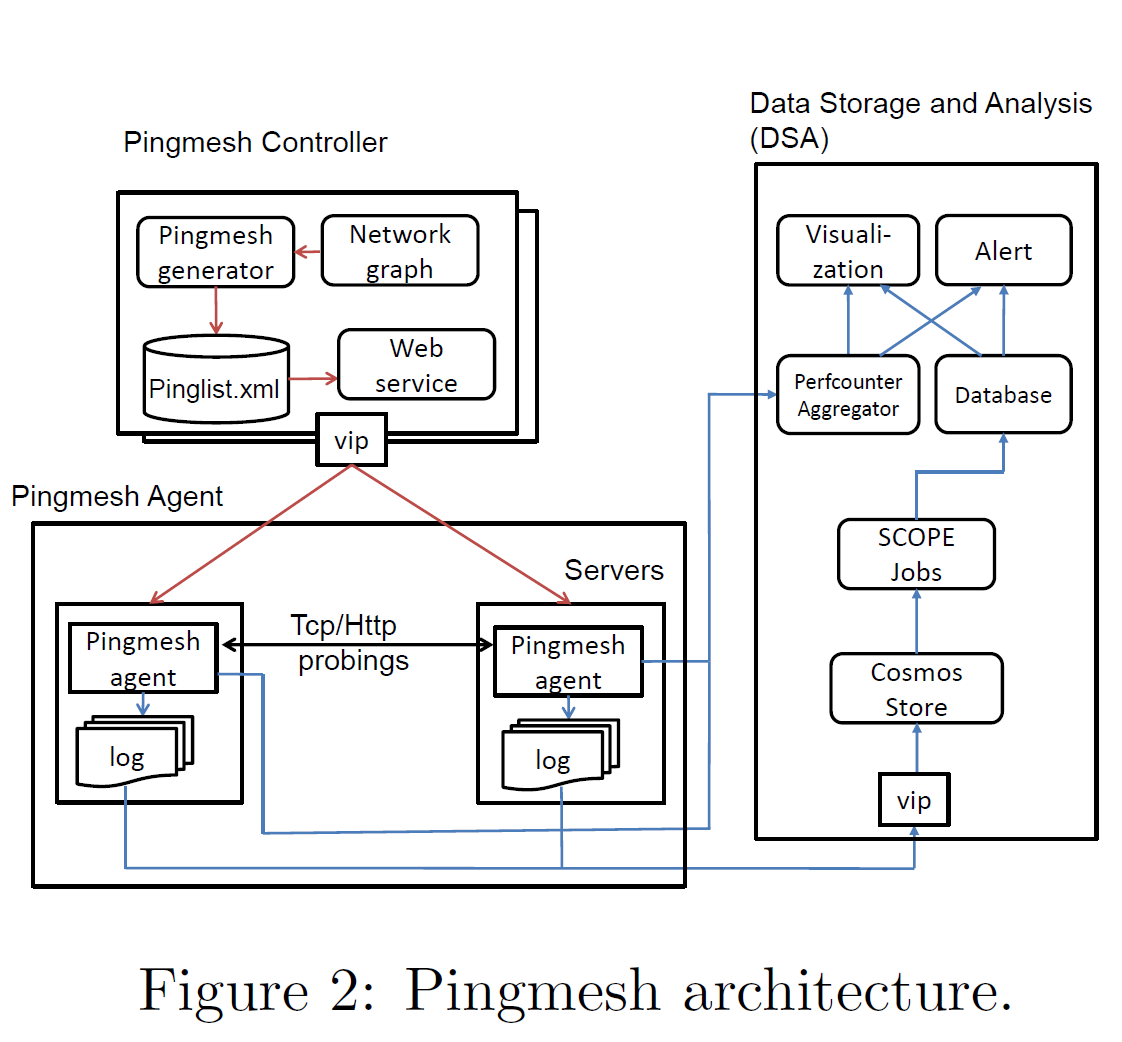 Data Storage and Analysis
(DSA)
Pingmesh Controller
Pingmesh
generator
Network
graph
Pinglist.xml
Web
service
vip
Visuali-
zation
Alert
Perfcounter
Aggregator
Database
SCOPE
Jobs
Cosmos
Store
vip
Pingmesh Agent
Servers
Pingmesh
agent
log
Tcp/Http
probings
Pingmesh
agent
log
Figure 2: Pingmesh architecture.